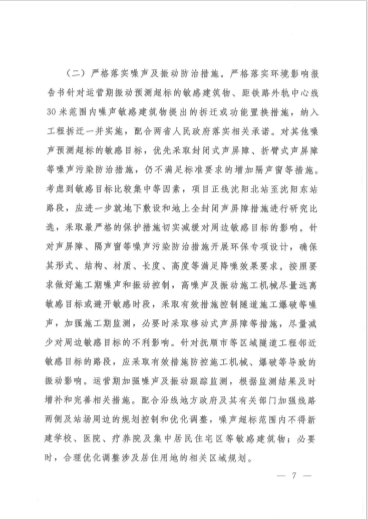 （二）严格落实噪声及振动防治措施。严格落实环境影响报
告书针对运营期振动预测超标的敏感建筑物、距铁路外轨中心线
30 米范围内噪声敏感建筑物提出的拆迁或功能置换措施，纳入
工程拆迁一并实施，配合两省人民政府落实相关承诺。对其他噪
声预测超标的敏感目标，优先采取封闭式声屏障、折臂式声屏障
等噪声污染防治措施，仍不满足标准要求的增加隔声窗等措施。
考虑到敏感目标比较集中等因素，项目正线沈阳北站至沈阳东站
路段，应进一步就地下敷设和地上全封闭声屏障措施进行研究比
选，采取最严格的保护措施切实减缓对周边敏感目标的影响。针
对声屏障、隔声窗等噪声污染防治措施开展环保专项设计，确保
其形式、结构、材质、长度、高度等满足降噪效果要求。按照要
求做好施工期噪声和振动控制，高噪声及振动施工机械尽量远离
敏感目标或避开敏感时段，采取有效措施控制隧道施工爆破等噪
声，加强施工期监测，必要时采取移动式声屏障等措施，尽量减
少对周边敏感目标的不利影响。针对抚顺市等区域隧道工程邻近
敏感目标的路段，应采取有效措施防控施工机械、爆破等导致的
振动影响。运营期加强噪声及振动跟踪监测，根据监测结果及时
增补和完善相关措施。配合沿线地方政府及其有关部门加强线路
两侧及站场周边的规划控制和优化调整，噪声超标范围内不得新
建学校、医院、疗养院及集中居民住宅区等敏感建筑物；必要
时，合理优化调整涉及居住用地的相关区域规划。
— 7 —